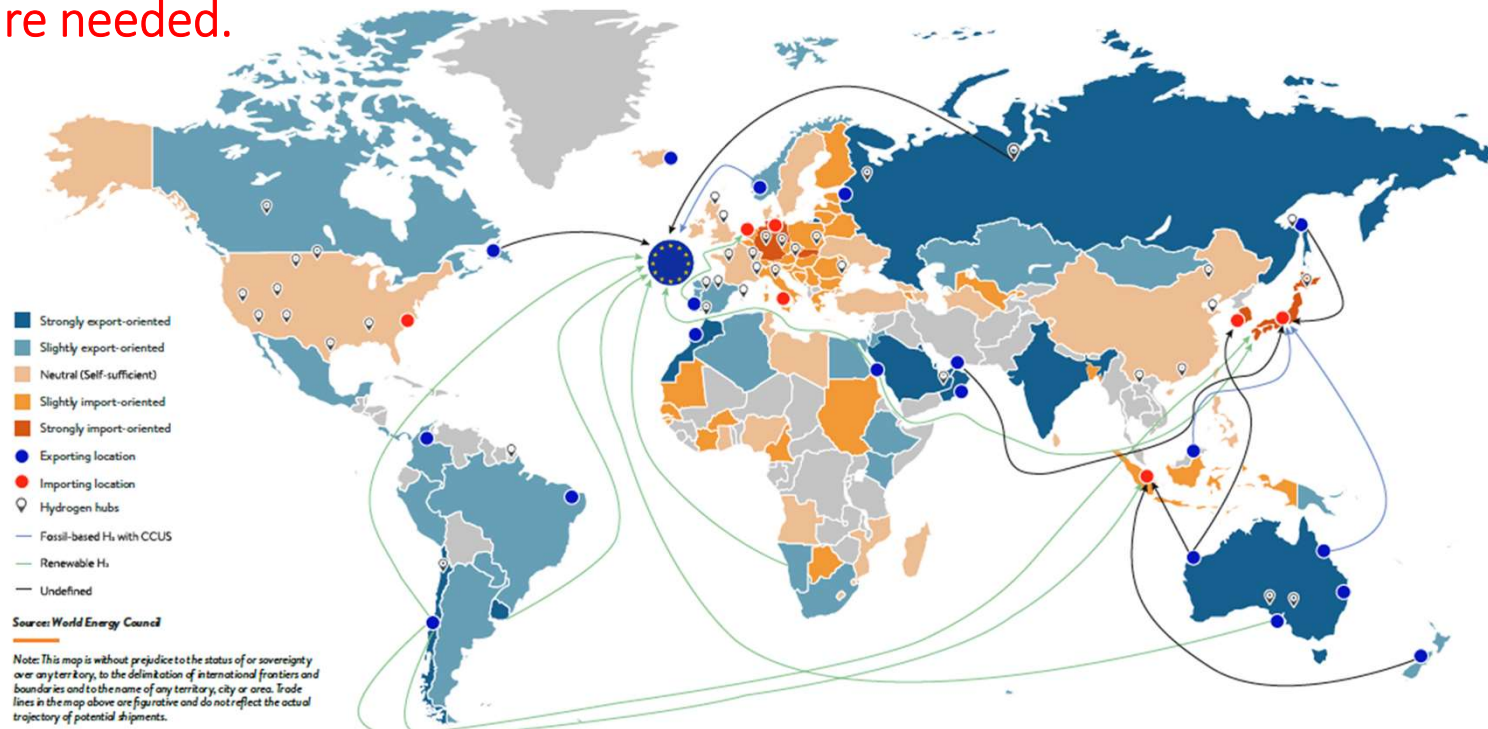 re needed.
Strongly export-oriented
Slightly export-oriented
Neutral (Self-sufficient)
Slightly import-oriented
Strongly import-oriented
Exporting location
Importing location
Hydrogen hubs
Fossil-based H₂ with CCUS
Renewable H₂
Undefined
Source: World Energy Council
Note: This map is without prejudice to the status of or sovereignty
over any territory, to the delimitation of international frontiers and
boundaries and to the name of any territory, city or area. Trade
lines in the map above are figurative and do not reflect the actual
trajectory of potential shipments.